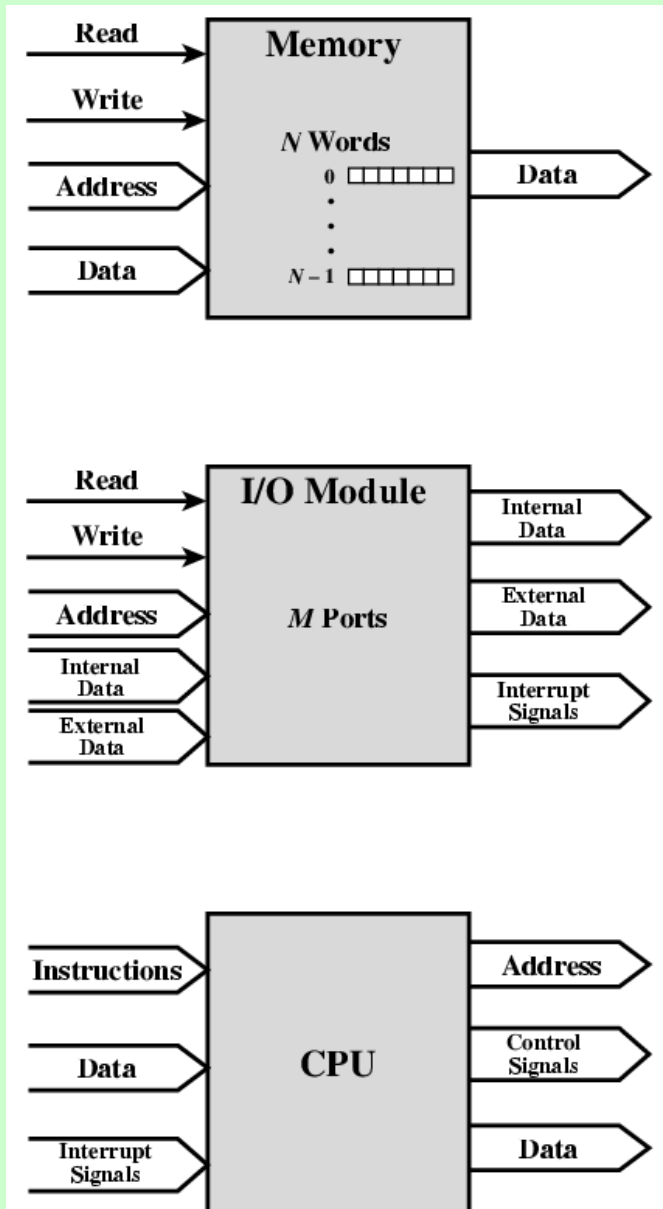 Read
Memory
Write
N Words
0
Address
Data
Data
N – 1
Read
I/O Module
Internal
Data
Write
External
Data
Address
M Ports
Internal
Data
Interrupt
Signals
External
Data
Instructions
Address
CPU
Control
Signals
Data
Data
Interrupt
Signals